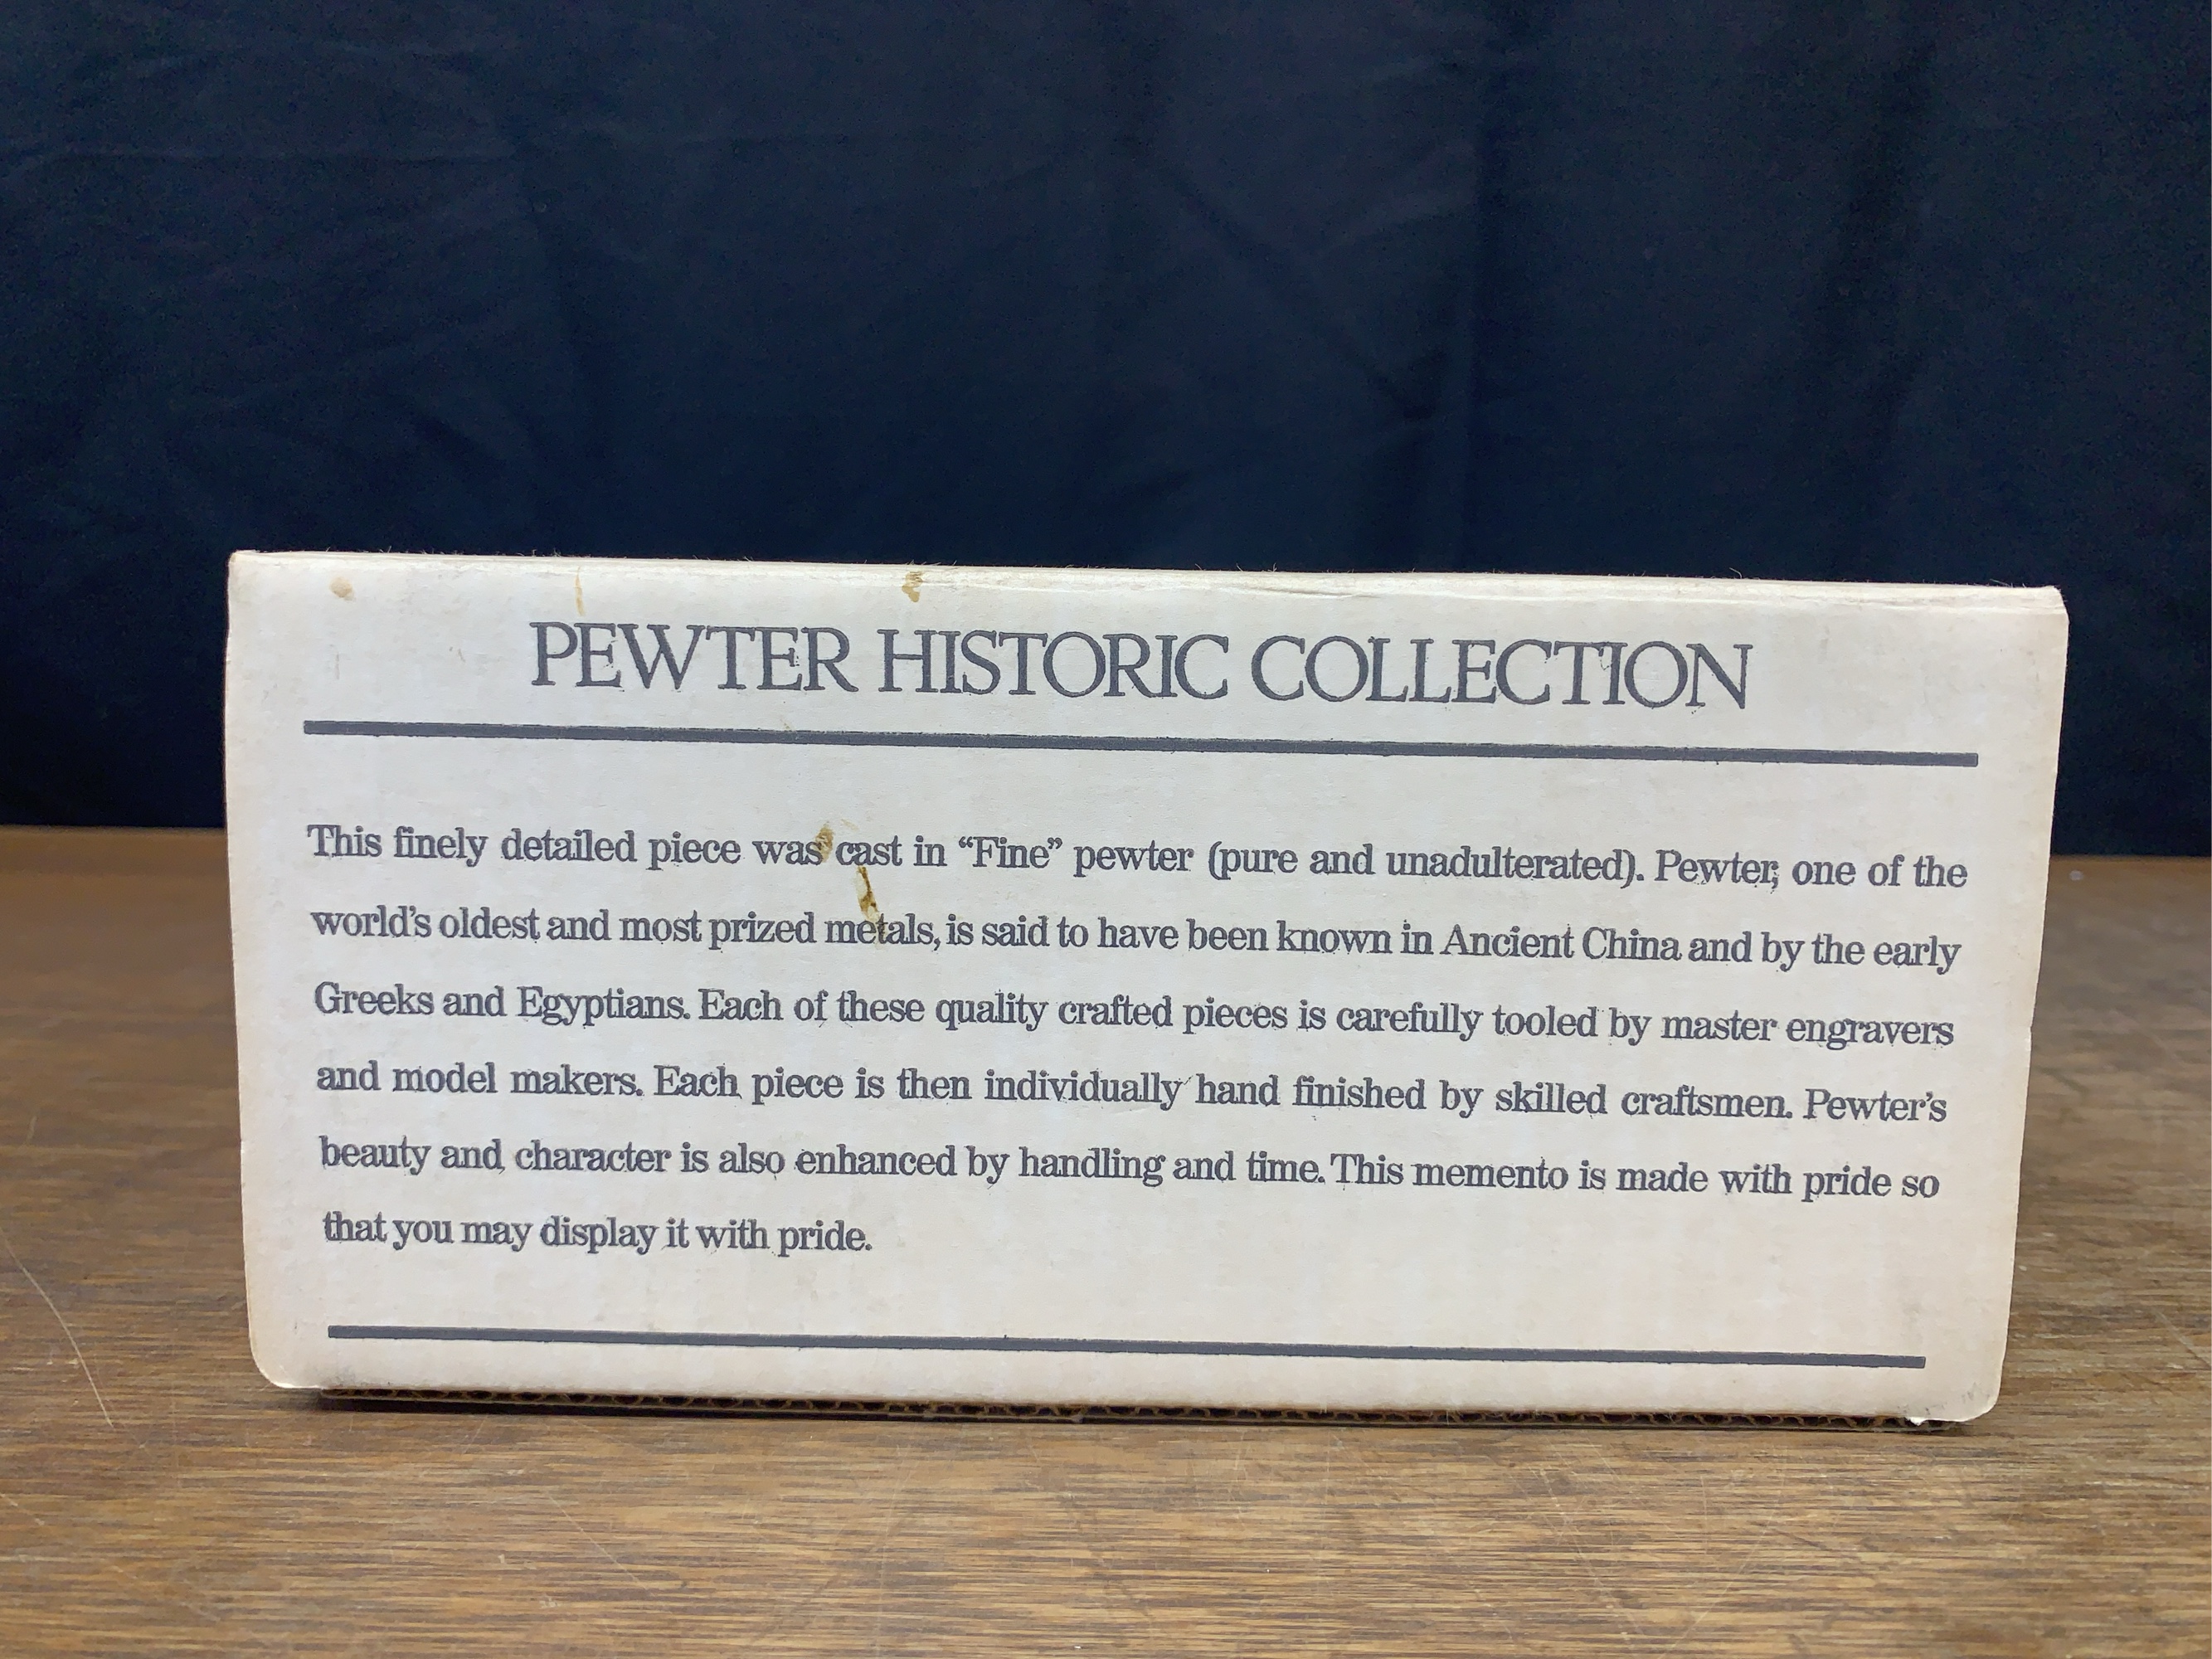 PEWTER HISTORIC COLLECTION
This finely detailed piece was cast in “Fine” pewter (pure and unadulterated). Pewter, one of the
world’s oldest and most prized metals, is said to have been known in Ancient China and by the early
Greeks and Egyptians. Each of these quality crafted pieces is carefully tooled by master engravers
and model makers. Each piece is then individually hand finished by skilled craftsmen. Pewter’s
beauty and character is also enhanced by handling and time. This memento is made with pride so
that you may display it with pride.